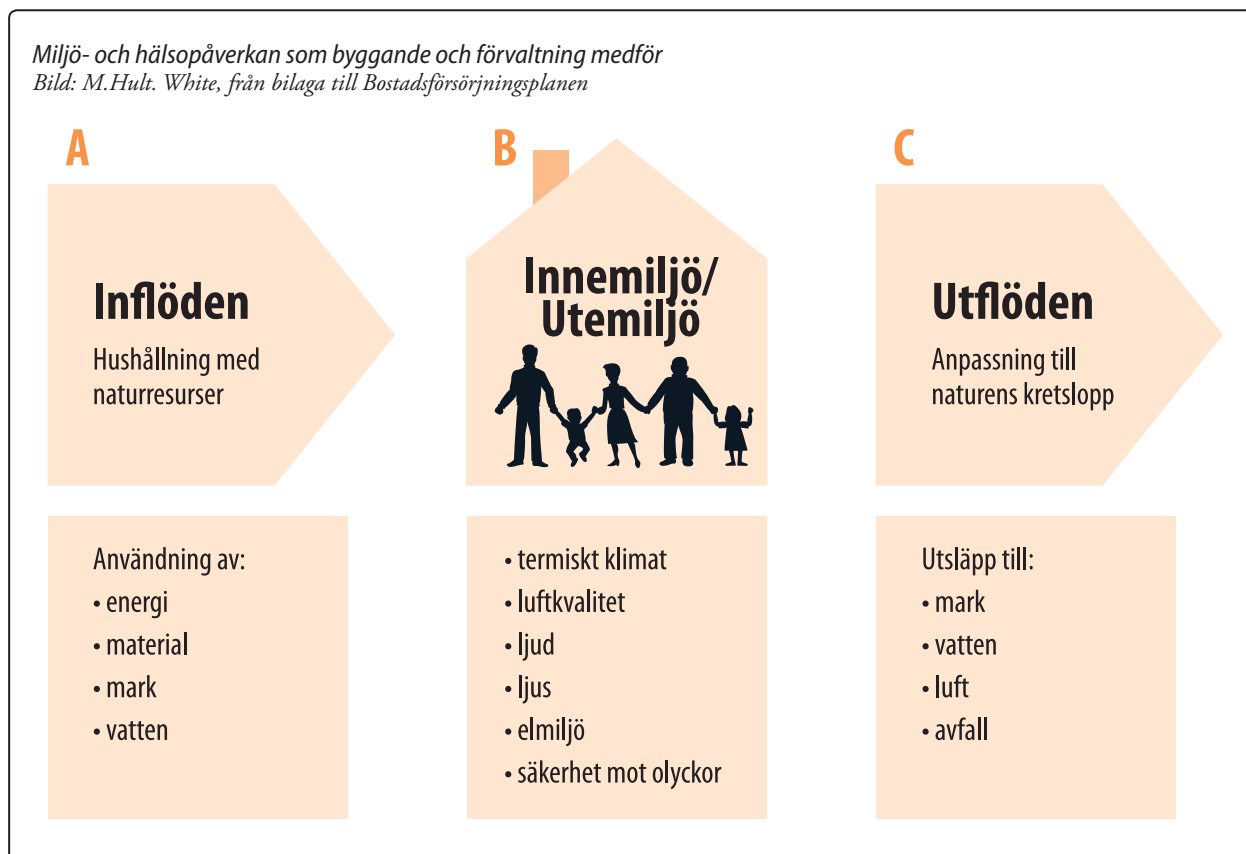 Miljö- och hälsopåverkan som byggande och förvaltning medför
Bild: M.Hult. White, från bilaga till Bostadsförsörjningsplanen
A
Inflöden
Hushållning med
naturresurser
Användning av:
• energi
• material
• mark
• vatten
B
Innemiljö/
Utemiljö
• termiskt klimat
• luftkvalitet
• ljud
• ljus
• elmiljö
• säkerhet mot olyckor
C
Utflöden
Anpassning till
naturens kretslopp
Utsläpp till:
• mark
• vatten
• luft
• avfall